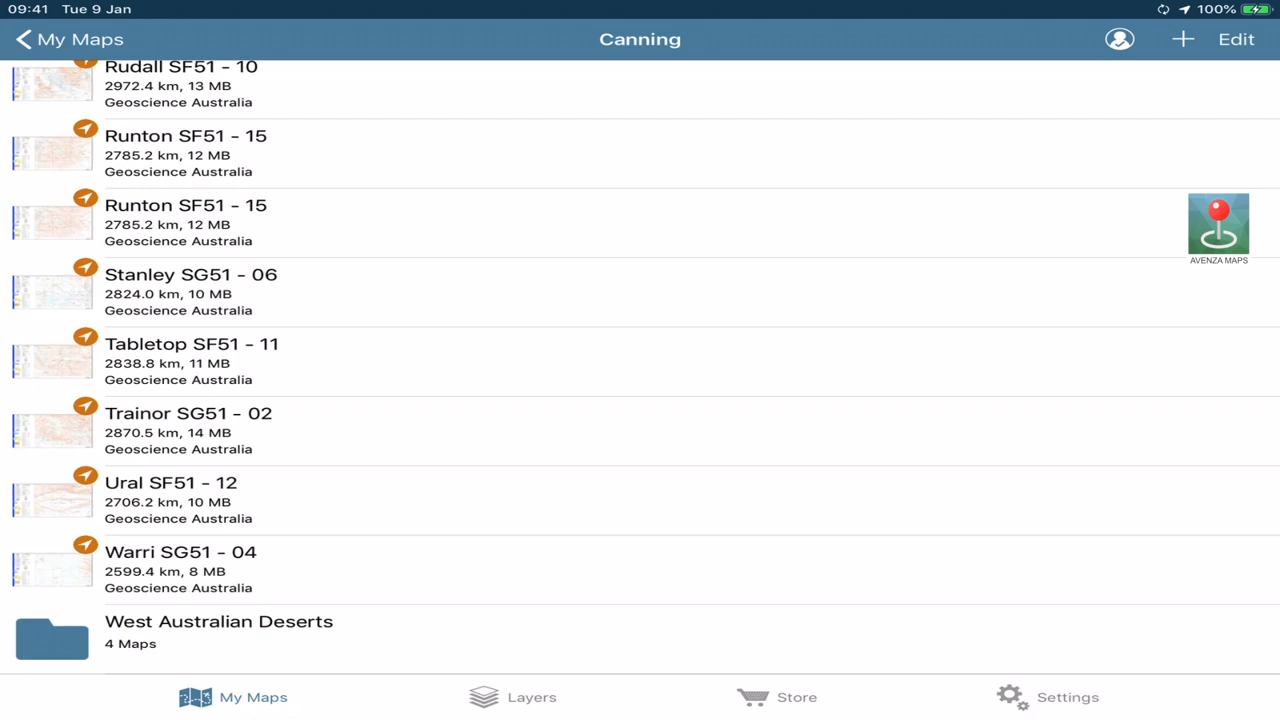 09:41 Tue 9 Jan
100%
My Maps
Canning
Edit
Rudall SF51 - 10
2972.4 km, 13 MB
Geoscience Australia
Runton SF51 - 15
2785.2 km, 12 MB
Geoscience Australia
Runton SF51 - 15
2785.2 km, 12 MB
Geoscience Australia
AVENZA MAPS
Stanley SG51 - 06
2824.0 km, 10 MB
Geoscience Australia
Tabletop SF51 - 11
2838.8 km, 11 MB
Geoscience Australia
Trainor SG51 - 02
2870.5 km, 14 MB
Geoscience Australia
Ural SF51 - 12
2706.2 km, 10 MB
Geoscience Australia
Warri SG51 - 04
2599.4 km, 8 MB
Geoscience Australia
West Australian Deserts
4 Maps
My Maps
Layers
Store
Settings